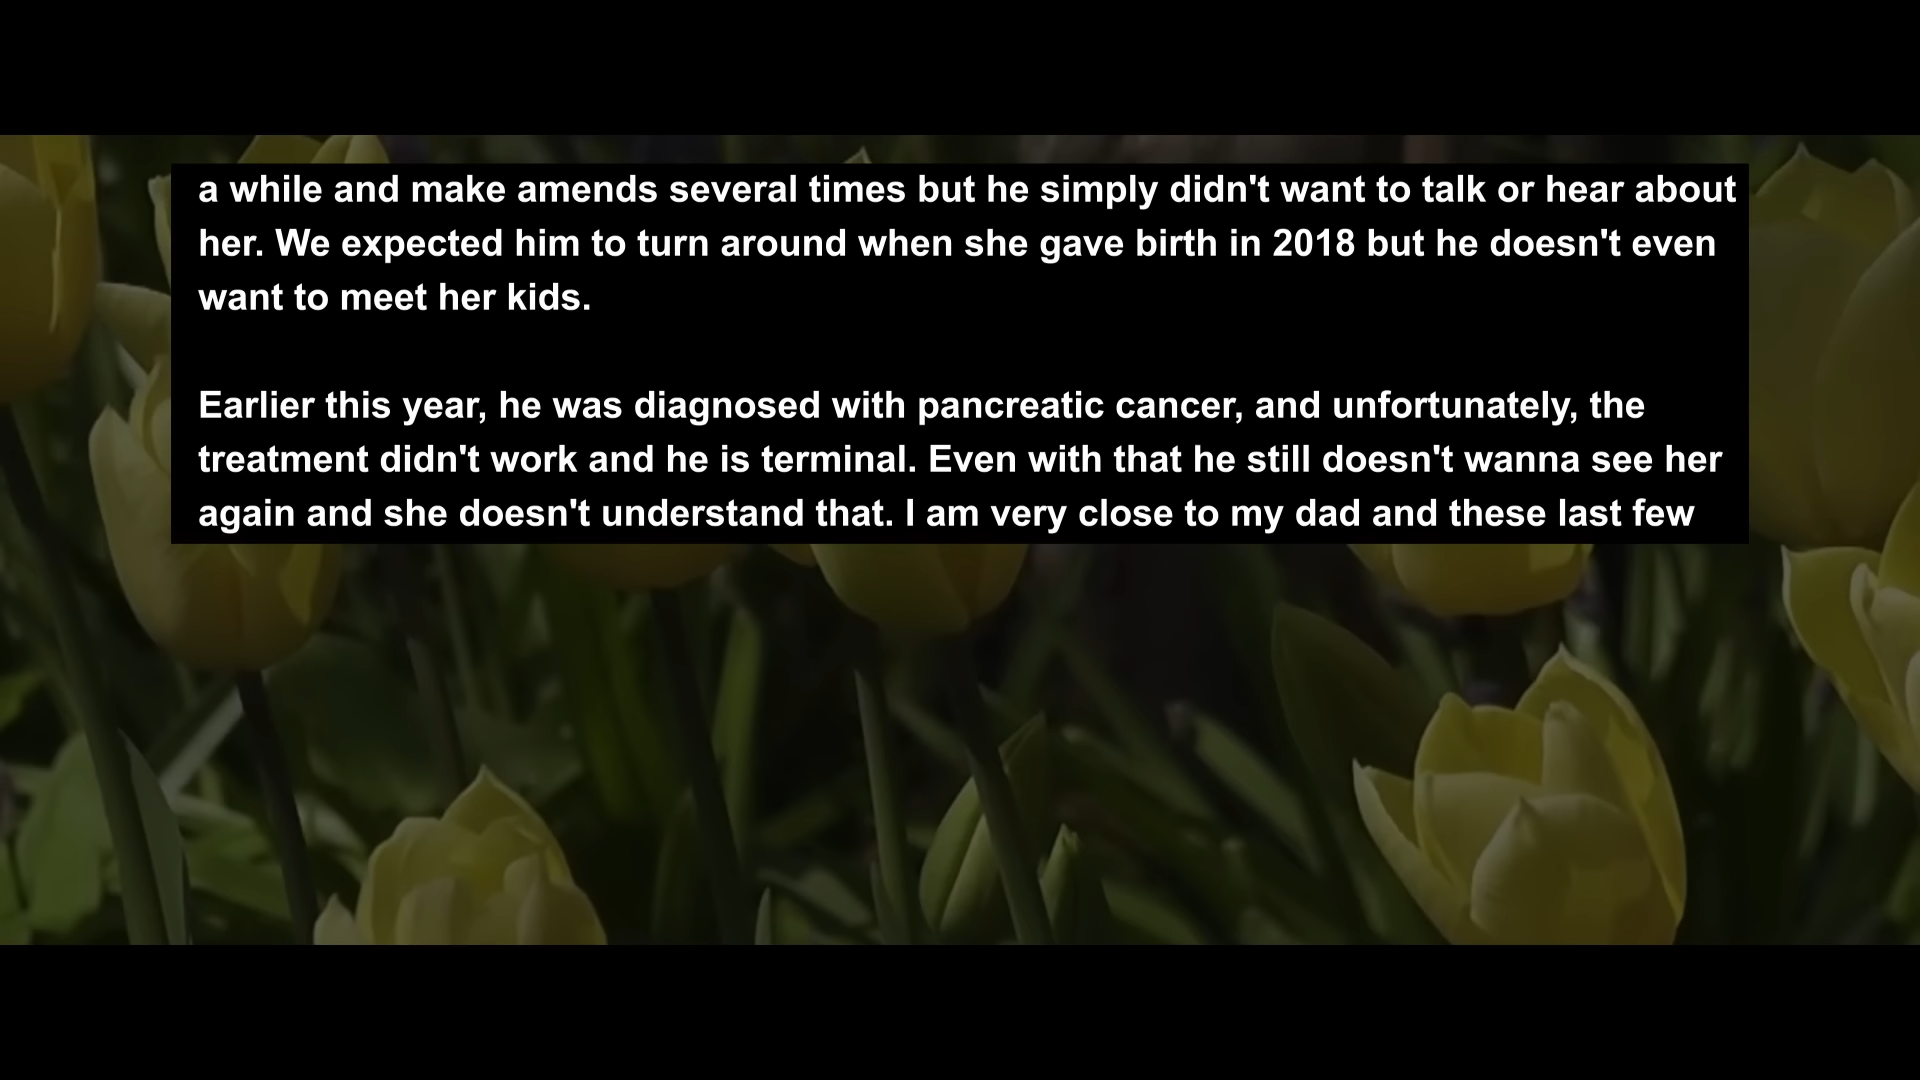 a while and make amends several times but he simply didn't want to talk or hear about
her. We expected him to turn around when she gave birth in 2018 but he doesn't even
want to meet her kids.
Earlier this year, he was diagnosed with pancreatic cancer, and unfortunately, the
treatment didn't work and he is terminal. Even with that he still doesn't wanna see her
again and she doesn't understand that. I am very close to my dad and these last few